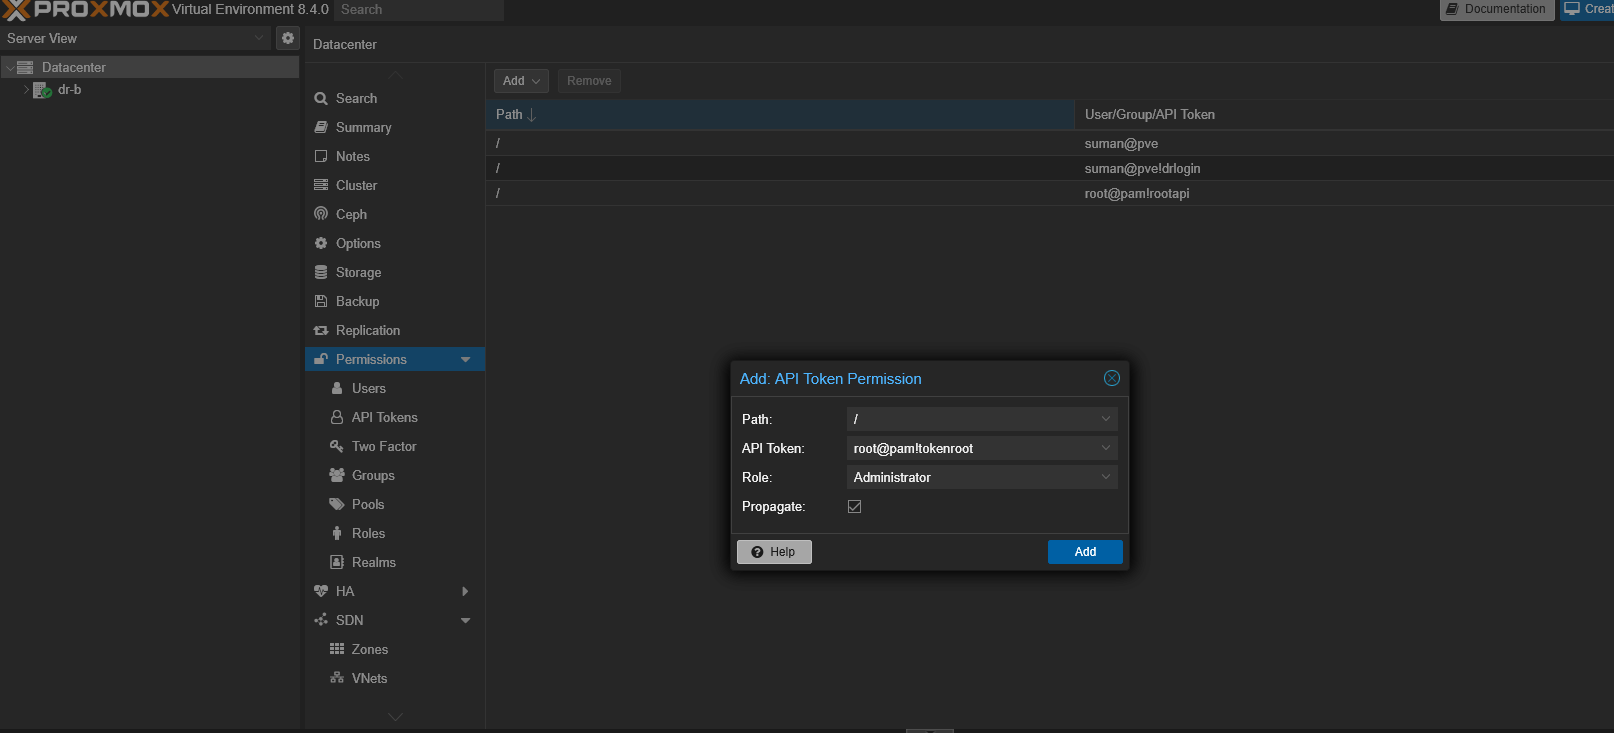 PROXMOX Virtual Environment 8.4.0 Search Documentation
Server View
Datacenter
dr-b
Datacenter
Search
Summary
Notes
Cluster
Ceph
Options
Storage
Backup
Replication
Permissions
Users
API Tokens
Two Factor
Groups
Pools
Roles
Realms
HA
SDN
Zones
VNets
Add Remove
Path User/Group/API Token
/ suman@pve
/ suman@pve!drlogin
/ root@pam!rootapi
Add: API Token Permission
Path: /
API Token: root@pam!tokenroot
Role: Administrator
Propagate:
Help Add